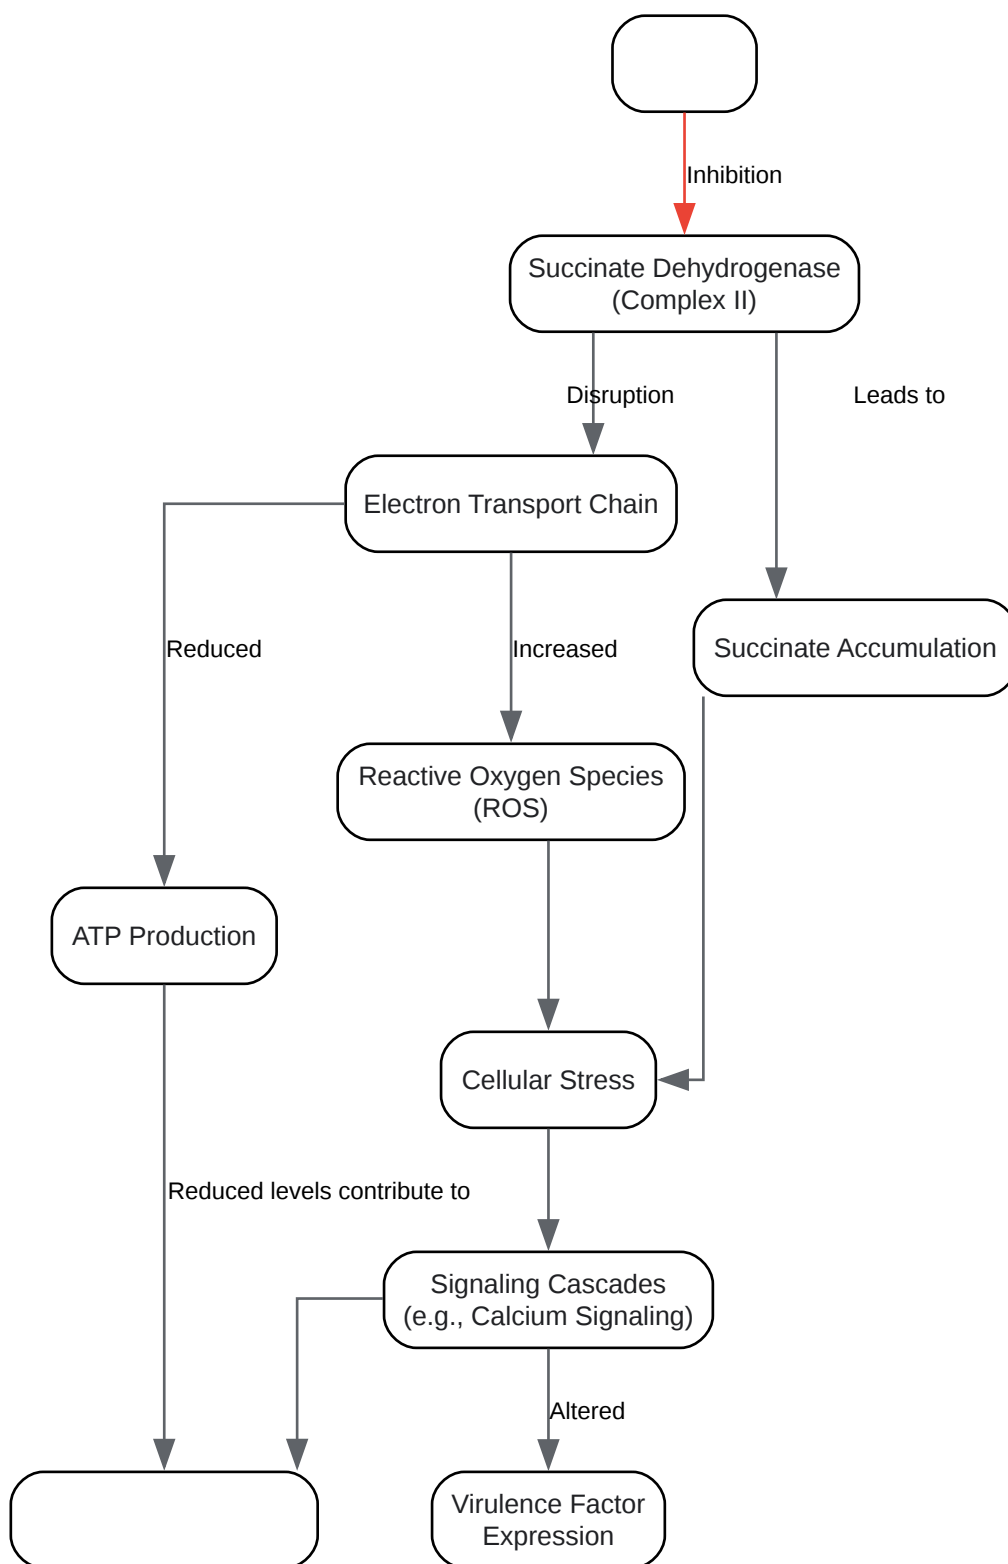 Inhibition
Succinate Dehydrogenase
(Complex II)
Disruption
Leads to
Electron Transport Chain
Reduced
Increased
Succinate Accumulation
Reactive Oxygen Species
(ROS)
ATP Production
Cellular Stress
Reduced levels contribute to
Signaling Cascades
(e.g., Calcium Signaling)
Altered
Virulence Factor
Expression